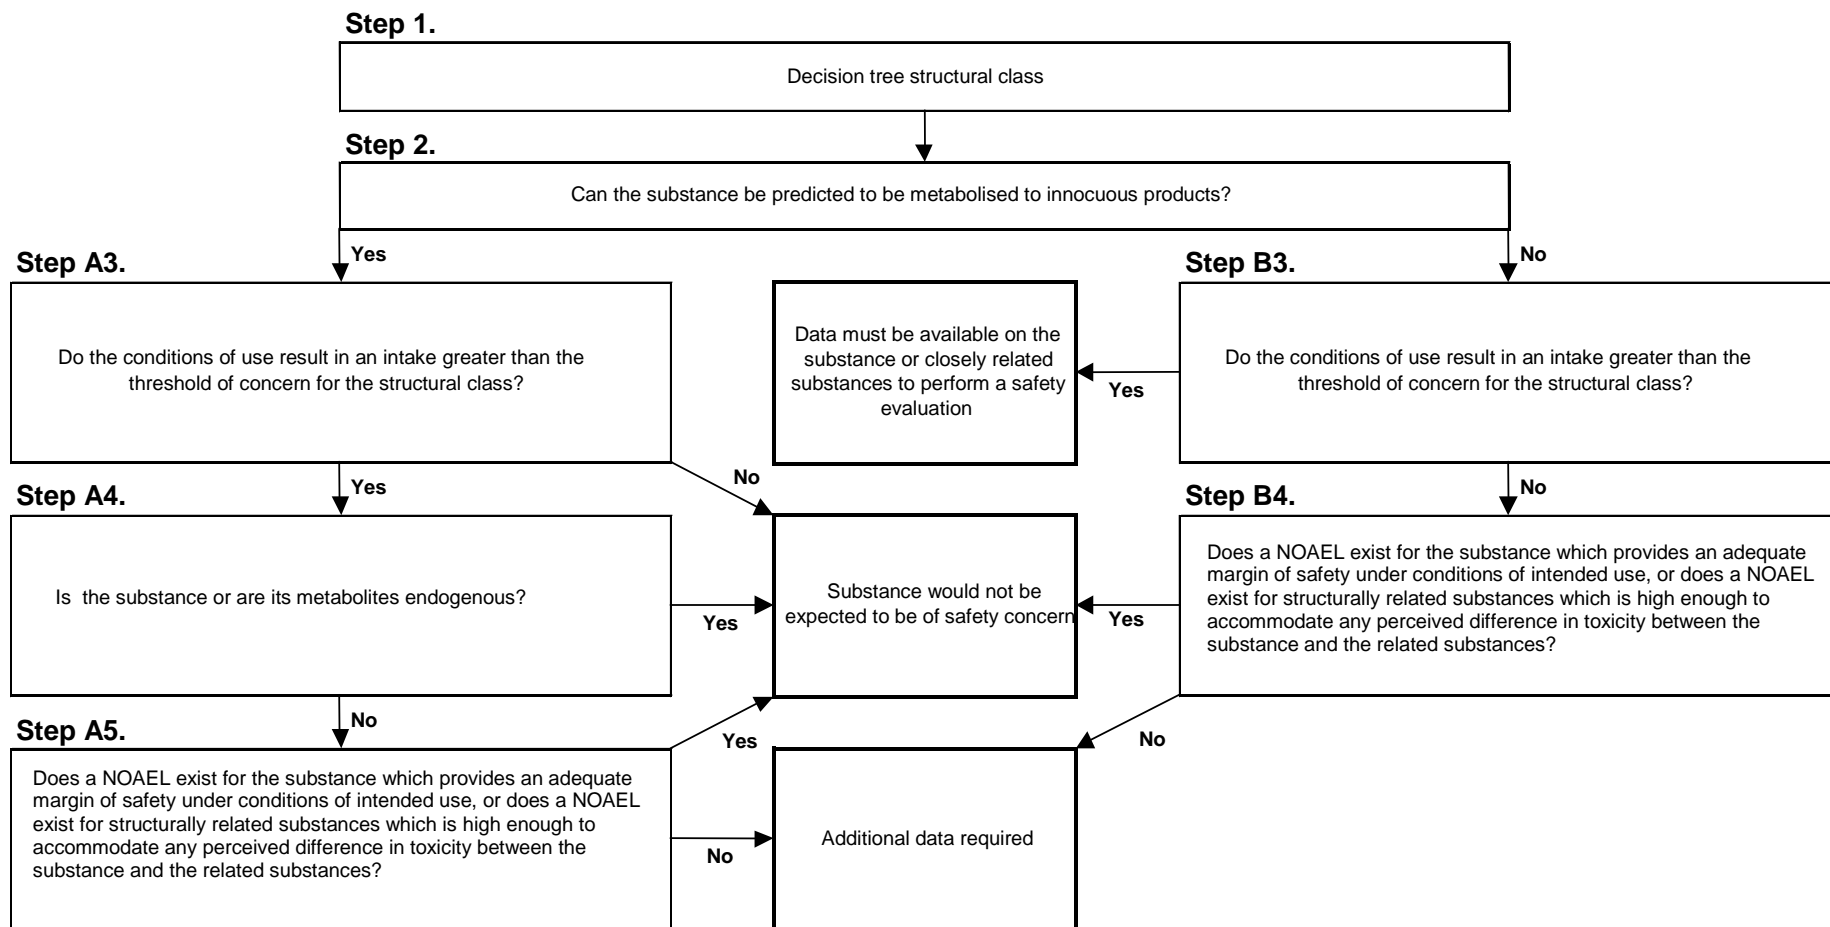 Step 1.
Decision tree structural class
Step 2.
Can the substance be predicted to be metabolised to innocuous products?
Yes
No
Step A3.
Do the conditions of use result in an intake greater than the
threshold of concern for the structural class?
Data must be available on the
substance or closely related
substances to perform a safety
evaluation
Step B3.
Do the conditions of use result in an intake greater than the
threshold of concern for the structural class?
Yes
No
Yes
No
Step A4.
Is the substance or are its metabolites endogenous?
Yes
Substance would not be
expected to be of safety concern
Yes
Step B4.
Does a NOAEL exist for the substance which provides an adequate
margin of safety under conditions of intended use, or does a NOAEL
exist for structurally related substances which is high enough to
accommodate any perceived difference in toxicity between the
substance and the related substances?
No
Yes
No
Step A5.
Does a NOAEL exist for the substance which provides an adequate
margin of safety under conditions of intended use, or does a NOAEL
exist for structurally related substances which is high enough to
accommodate any perceived difference in toxicity between the
substance and the related substances?
No
Additional data required